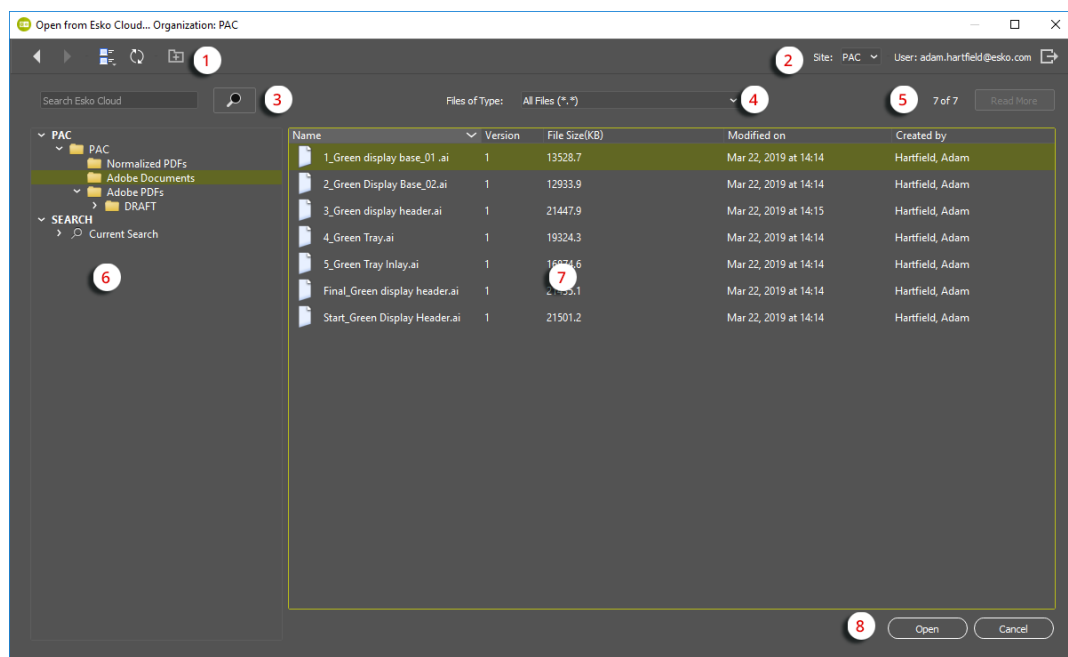 Open from Esko Cloud... Organization: PAC
1
2
Site: PAC
User: adam.hartfield@esko.com
Search Esko Cloud
3
Files of Type: All Files (*.*)
4
5
7 of 7
Read More
PAC
PAC
Normalized PDFs
Adobe Documents
Adobe PDFs
DRAFT
SEARCH
Current Search
6
Name Version File Size(KB) Modified on Created by
1_Green display base_01 .ai 1 13528.7 Mar 22, 2019 at 14:14 Hartfield, Adam
2_Green Display Base_02.ai 1 12933.9 Mar 22, 2019 at 14:14 Hartfield, Adam
3_Green display header.ai 1 21447.9 Mar 22, 2019 at 14:15 Hartfield, Adam
4_Green Tray.ai 1 19324.3 Mar 22, 2019 at 14:14 Hartfield, Adam
5_Green Tray Inlay.ai 1 Mar 22, 2019 at 14:14 Hartfield, Adam
7
Final_Green display header.ai 1 Mar 22, 2019 at 14:14 Hartfield, Adam
Start_Green Display Header.ai 1 21501.2 Mar 22, 2019 at 14:14 Hartfield, Adam
8
Open
Cancel